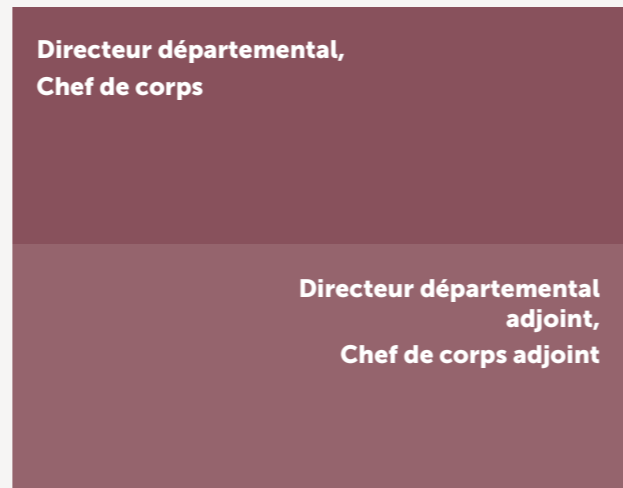 Directeur départemental,
Chef de corps
Directeur départemental
adjoint,
Chef de corps adjoint